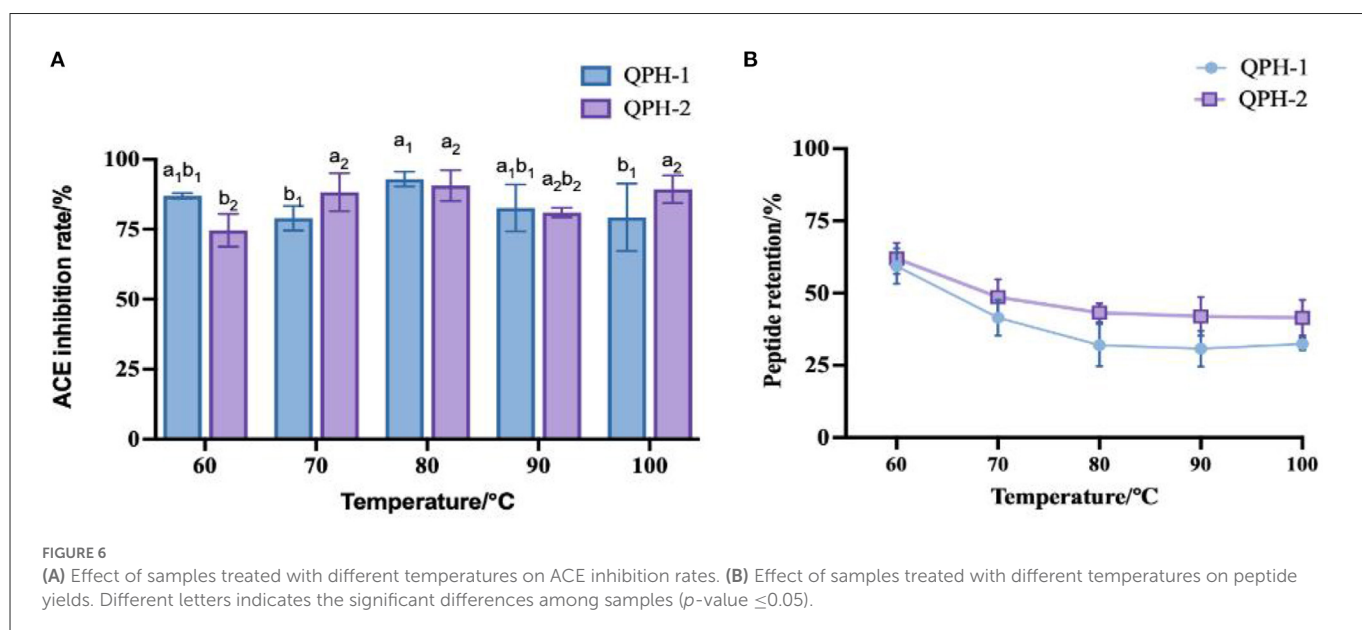 A
QPH-1
QPH-2
ACE inhibition rate/%
100
75
50
25
0
a₁b₁
b₂
b₁
a₂
a₁
a₂
a₁b₁
a₂b₂
b₁
a₂
60 70 80 90 100
Temperature/°C
B
QPH-1
QPH-2
Peptide retention/%
100
75
50
25
0
60 70 80 90 100
Temperature/°C
FIGURE 6
(A) Effect of samples treated with different temperatures on ACE inhibition rates. (B) Effect of samples treated with different temperatures on peptide
yields. Different letters indicates the significant differences among samples (p-value ≤0.05).